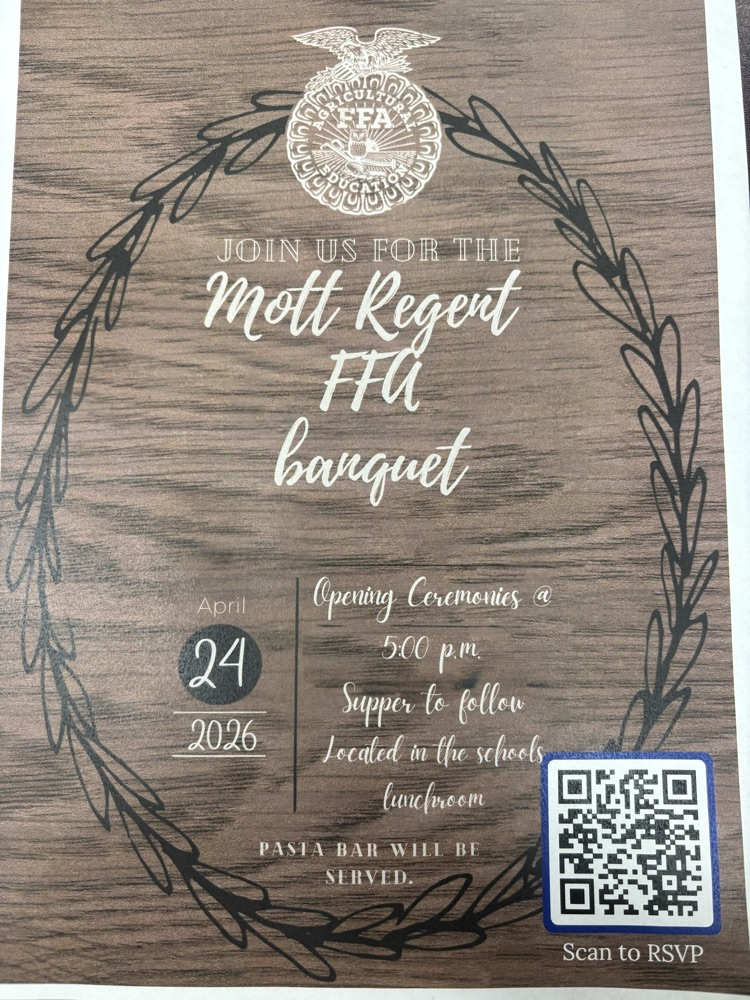 AGRICULTURAL
FFA
EDUCATION
JOIN US FOR THE
Mott Regent
FFA
banquet
April
24
2026
Opening Ceremonies @
5:00 p.m.
Supper to follow
Located in the schools
lunchroom
PASTA BAR WILL BE
SERVED.
Scan to RSVP